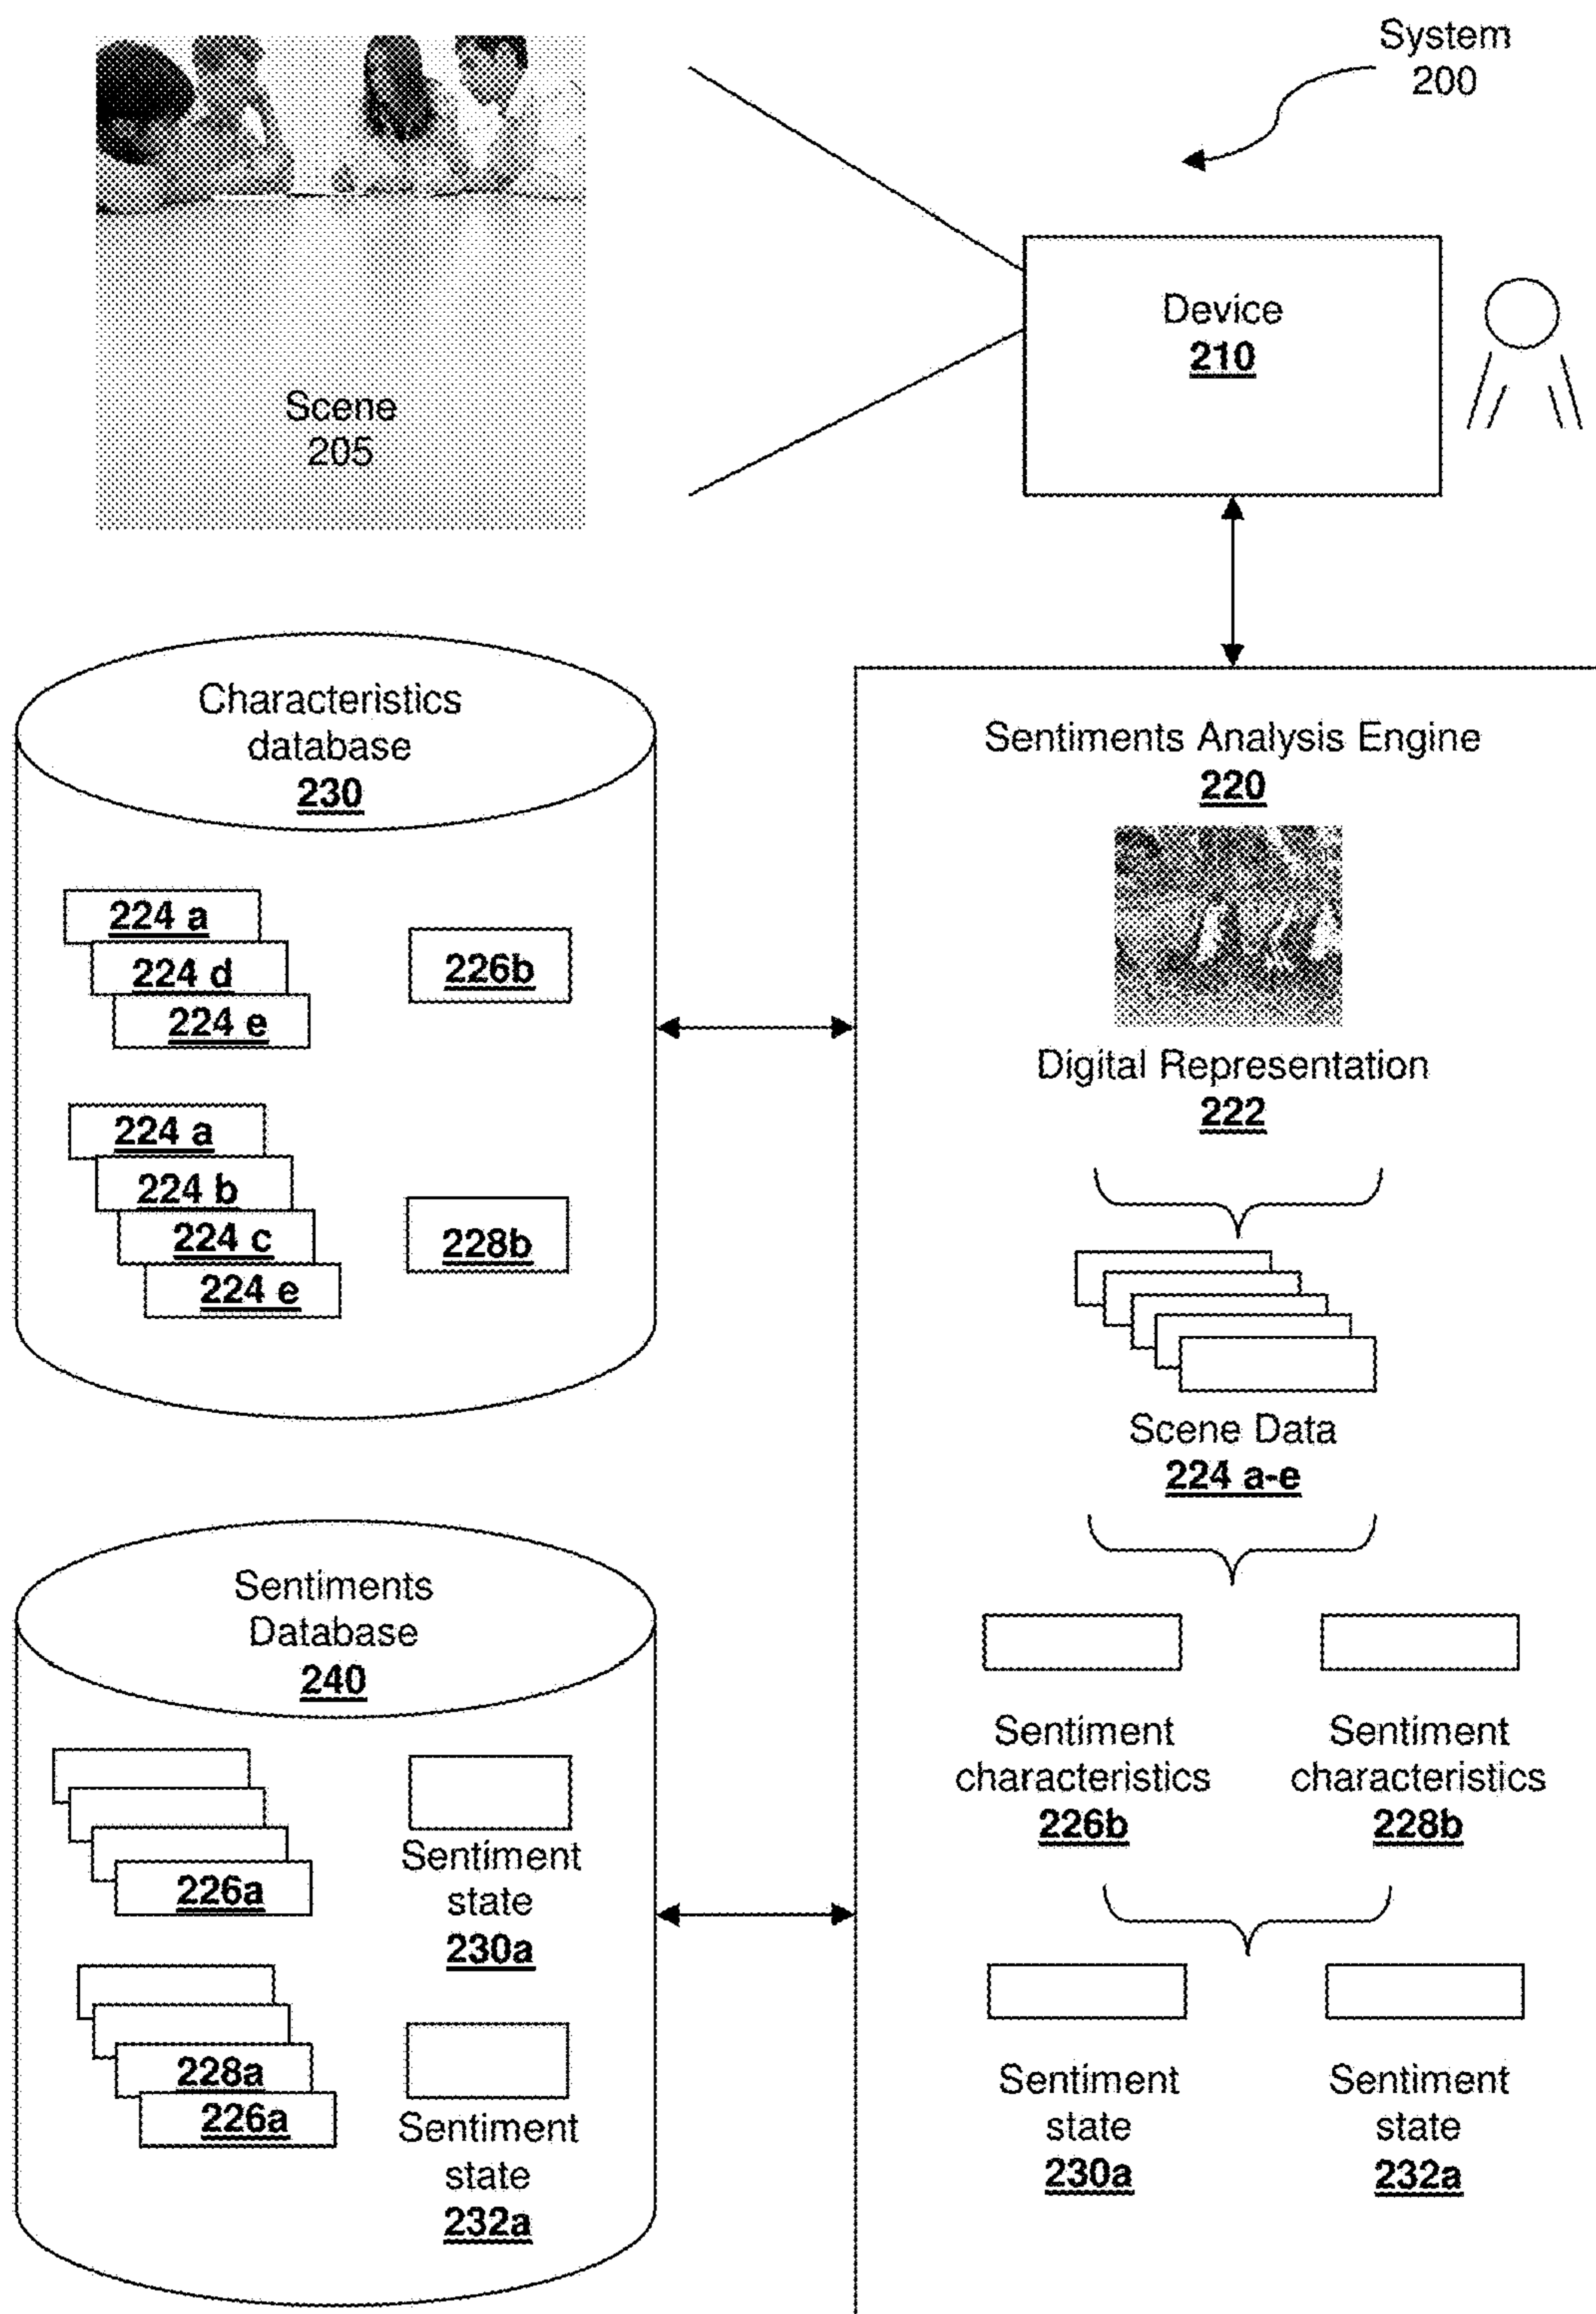 System
200
Scene
205
Device
210
Characteristics
database
230
224 a
224 d
224 e
226b
224 a
224 b
224 c
224 e
228b
Sentiments Analysis Engine
220
Digital Representation
222
Scene Data
224 a-e
Sentiment
characteristics
226b
Sentiment
characteristics
228b
Sentiment
state
230a
Sentiment
state
232a
Sentiments
Database
240
226a
Sentiment
state
230a
228a
226a
Sentiment
state
232a